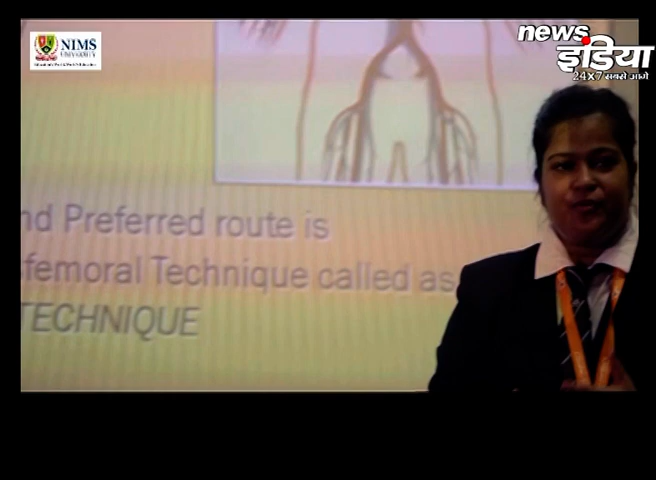 NIMS
UNIVERSITY
news
इंडिया
24x7 सबसे आगे
nd Preferred route is
femoral Technique called as
TECHNIQUE